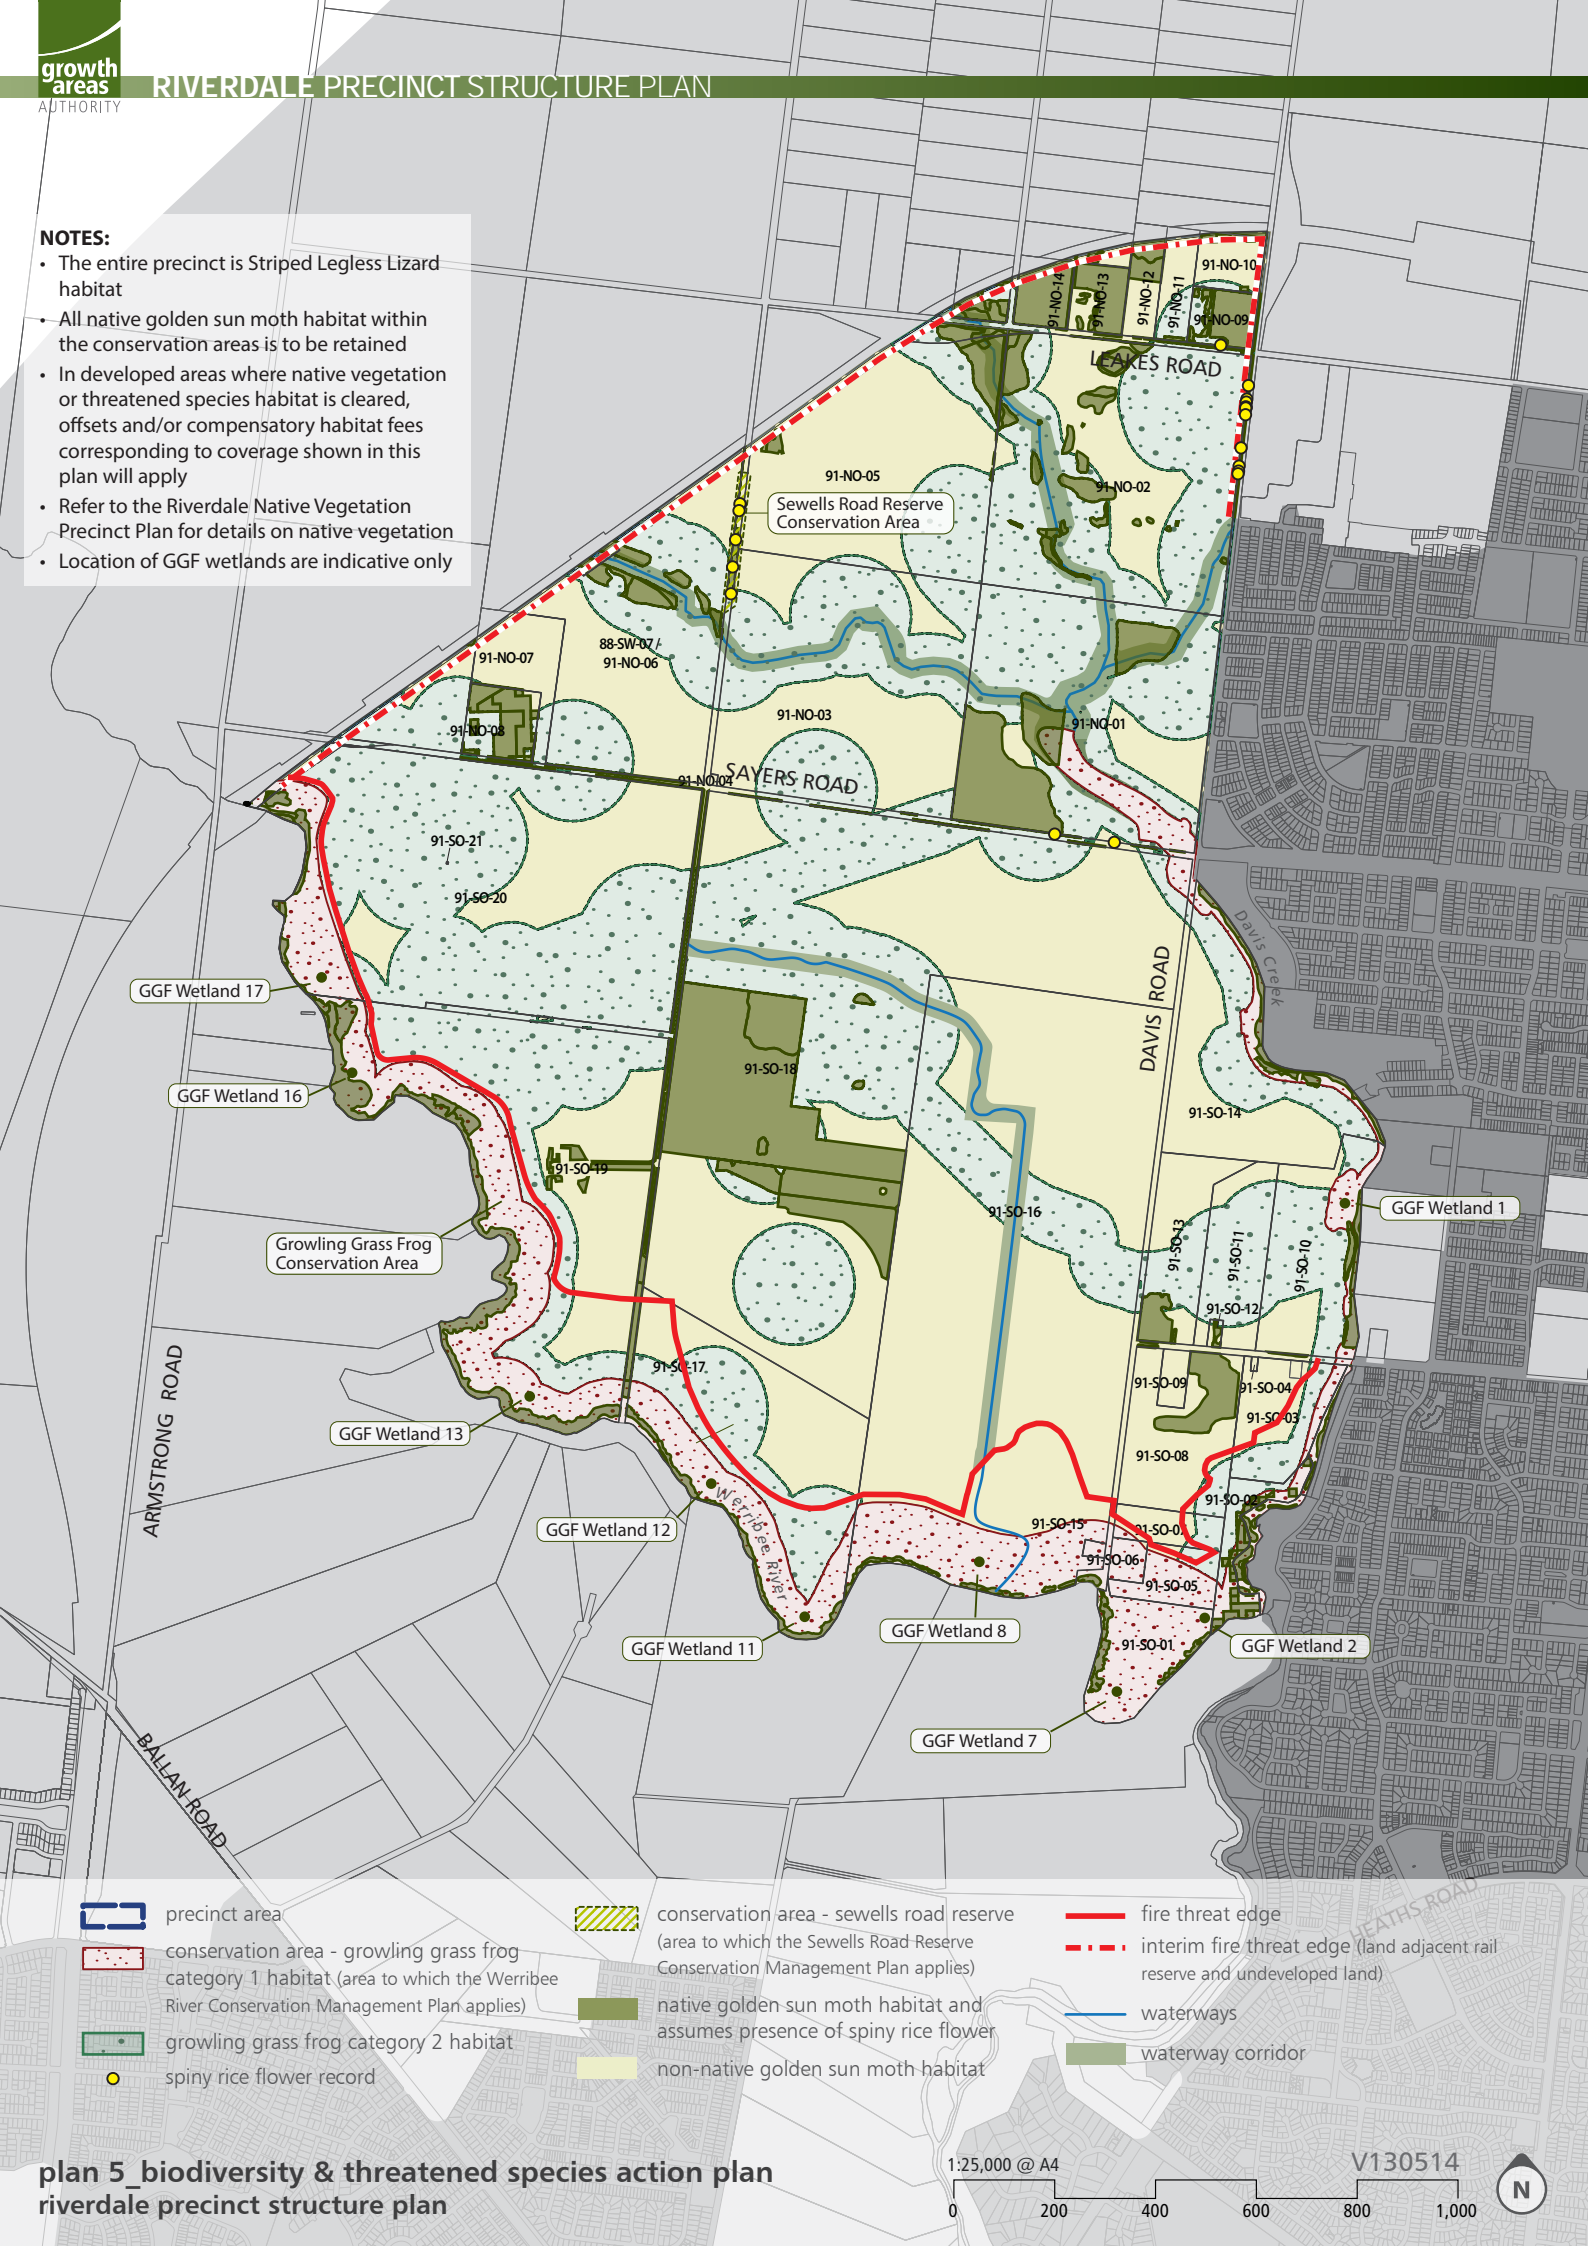 growth
areas
AUTHORITY
RIVERDALE PRECINCT STRUCTURE PLAN
NOTES:
• The entire precinct is Striped Legless Lizard
habitat
• All native golden sun moth habitat within
the conservation areas is to be retained
• In developed areas where native vegetation
or threatened species habitat is cleared,
offsets and/or compensatory habitat fees
corresponding to coverage shown in this
plan will apply
• Refer to the Riverdale Native Vegetation
Precinct Plan for details on native vegetation
• Location of GGF wetlands are indicative only
91-NO-10
91-NO-14
91-NO-13
91-NO-12
91-NO-11
91-NO-09
LEAKES ROAD
91-NO-05
91-NO-02
Sewells Road Reserve
Conservation Area
88-SW-07/
91-NO-06
91-NO-07
91-NO-03
91-NO-01
91-NO-08
91-NO-04
SAYERS ROAD
91-SO-21
91-SO-20
Davis Creek
DAVIS ROAD
GGF Wetland 17
91-SO-18
GGF Wetland 16
91-SO-14
91-SO-19
91-SO-16
GGF Wetland 1
91-SO-13
91-SO-11
91-SO-10
Growling Grass Frog
Conservation Area
91-SO-12
91-SO-17
91-SO-09
91-SO-04
91-SO-03
ARMSTRONG ROAD
GGF Wetland 13
91-SO-08
91-SO-02
Werribee River
GGF Wetland 12
91-SO-15
91-SO-0
91-SO-06
91-SO-05
GGF Wetland 8
GGF Wetland 11
91-SO-01
GGF Wetland 2
GGF Wetland 7
BALLAN ROAD
HEATHS ROAD
precinct area
conservation area - growling grass frog
category 1 habitat (area to which the Werribee
River Conservation Management Plan applies)
growling grass frog category 2 habitat
spiny rice flower record
conservation area - sewells road reserve
(area to which the Sewells Road Reserve
Conservation Management Plan applies)
native golden sun moth habitat and
assumes presence of spiny rice flower
non-native golden sun moth habitat
fire threat edge
interim fire threat edge (land adjacent rail
reserve and undeveloped land)
waterways
waterway corridor
plan 5_biodiversity & threatened species action plan
riverdale precinct structure plan
1:25,000 @ A4
V130514
N
0 200 400 600 800 1,000